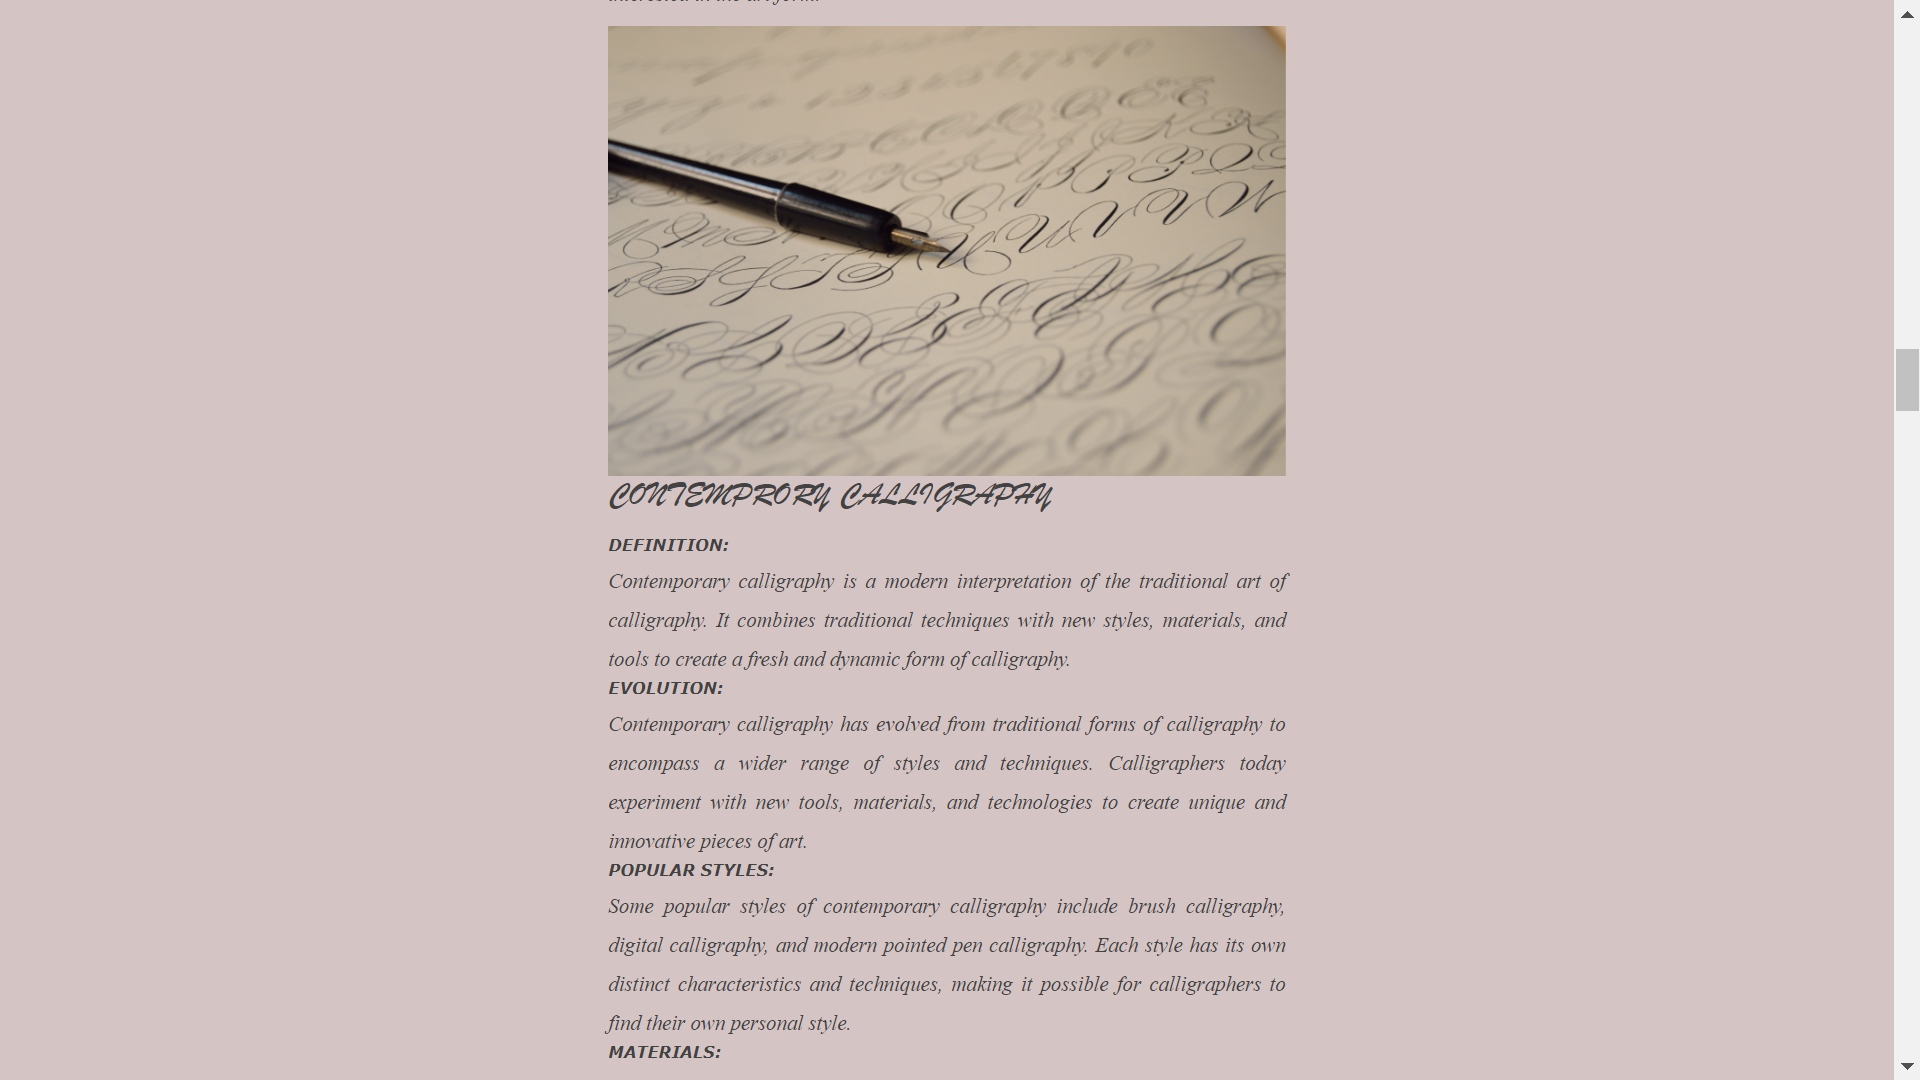 CONTEMPRORY CALLIGRAPHY
DEFINITION:
Contemporary calligraphy is a modern interpretation of the traditional art of
calligraphy. It combines traditional techniques with new styles, materials, and
tools to create a fresh and dynamic form of calligraphy.
EVOLUTION:
Contemporary calligraphy has evolved from traditional forms of calligraphy to
encompass a wider range of styles and techniques. Calligraphers today
experiment with new tools, materials, and technologies to create unique and
innovative pieces of art.
POPULAR STYLES:
Some popular styles of contemporary calligraphy include brush calligraphy,
digital calligraphy, and modern pointed pen calligraphy. Each style has its own
distinct characteristics and techniques, making it possible for calligraphers to
find their own personal style.
MATERIALS: